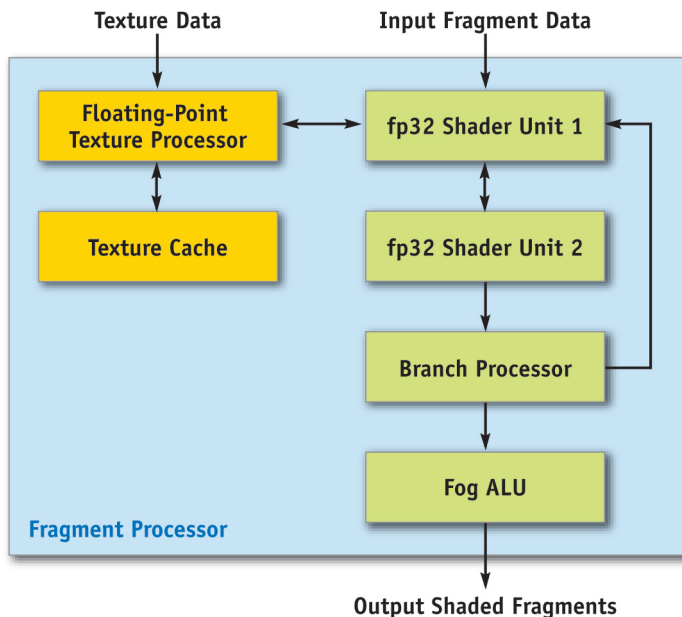 Texture Data
Input Fragment Data
Floating-Point
Texture Processor
fp32 Shader Unit 1
Texture Cache
fp32 Shader Unit 2
Branch Processor
Fog ALU
Fragment Processor
Output Shaded Fragments